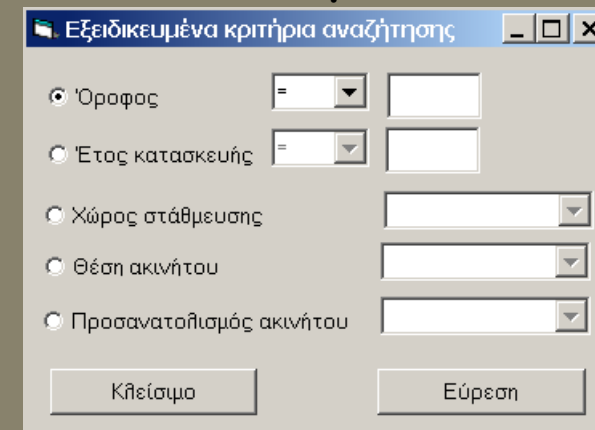 Εξειδικευμένα κριτήρια αναζήτησης
Όροφος =
Έτος κατασκευής =
Χώρος στάθμευσης
Θέση ακινήτου
Προσανατολισμός ακινήτου
Κλείσιμο Εύρεση